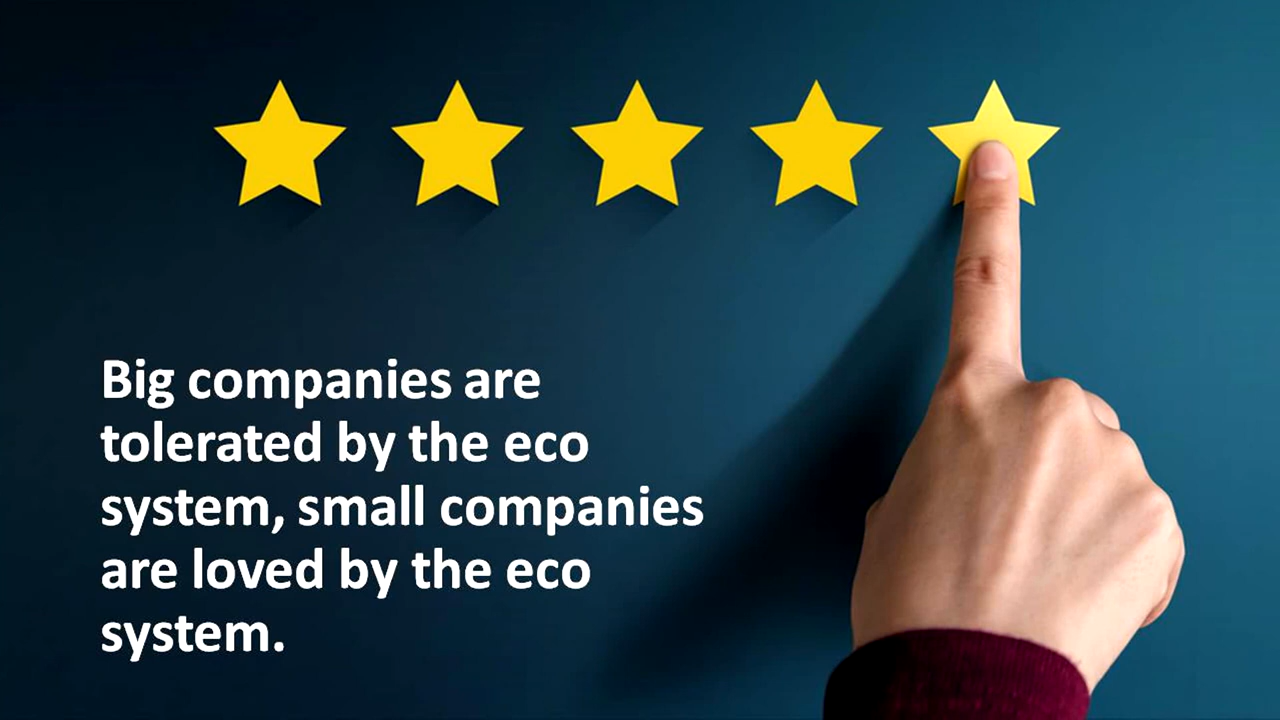 Big companies are
tolerated by the eco
system, small companies
are loved by the eco
system.